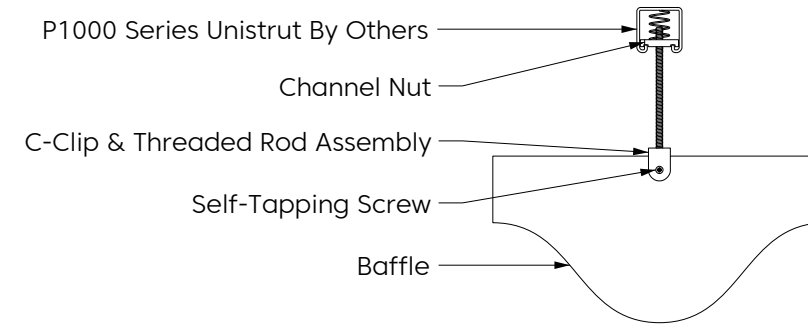 P1000 Series Unistrut By Others
Channel Nut
C-Clip & Threaded Rod Assembly
Self-Tapping Screw
Baffle